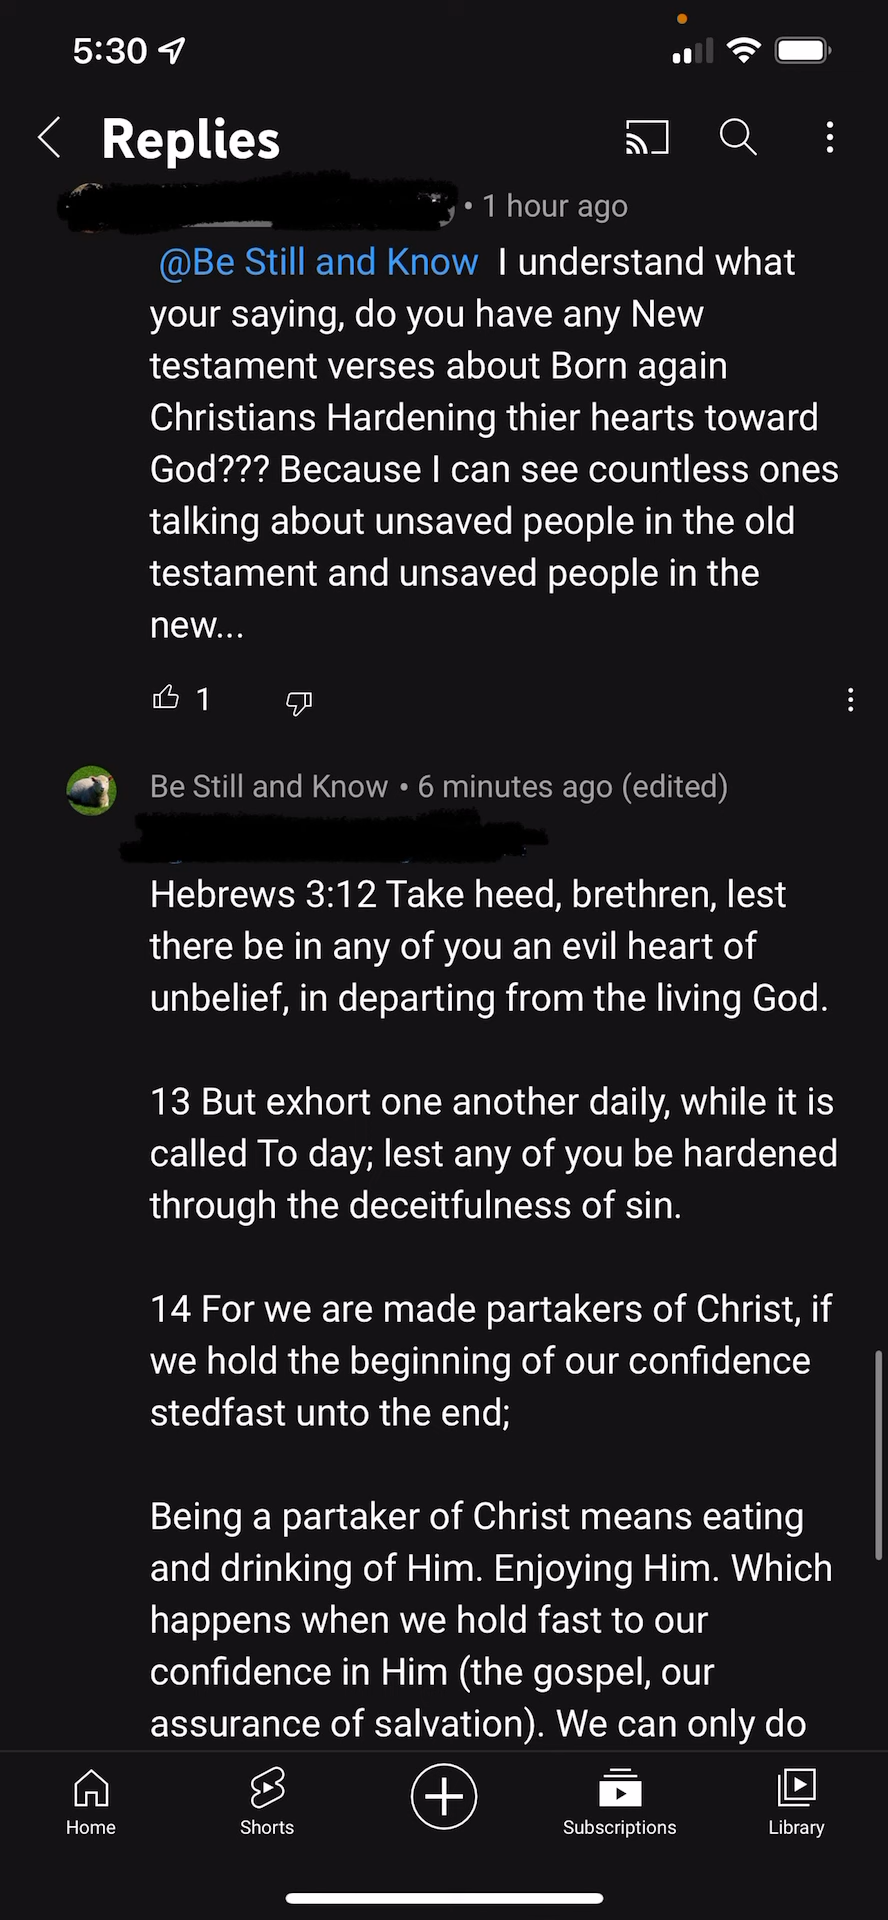 5:30
Replies
• 1 hour ago
@Be Still and Know I understand what
your saying, do you have any New
testament verses about Born again
Christians Hardening thier hearts toward
God??? Because I can see countless ones
talking about unsaved people in the old
testament and unsaved people in the
new...
1
Be Still and Know • 6 minutes ago (edited)
Hebrews 3:12 Take heed, brethren, lest
there be in any of you an evil heart of
unbelief, in departing from the living God.
13 But exhort one another daily, while it is
called To day; lest any of you be hardened
through the deceitfulness of sin.
14 For we are made partakers of Christ, if
we hold the beginning of our confidence
stedfast unto the end;
Being a partaker of Christ means eating
and drinking of Him. Enjoying Him. Which
happens when we hold fast to our
confidence in Him (the gospel, our
assurance of salvation). We can only do
Home
Shorts
Subscriptions
Library